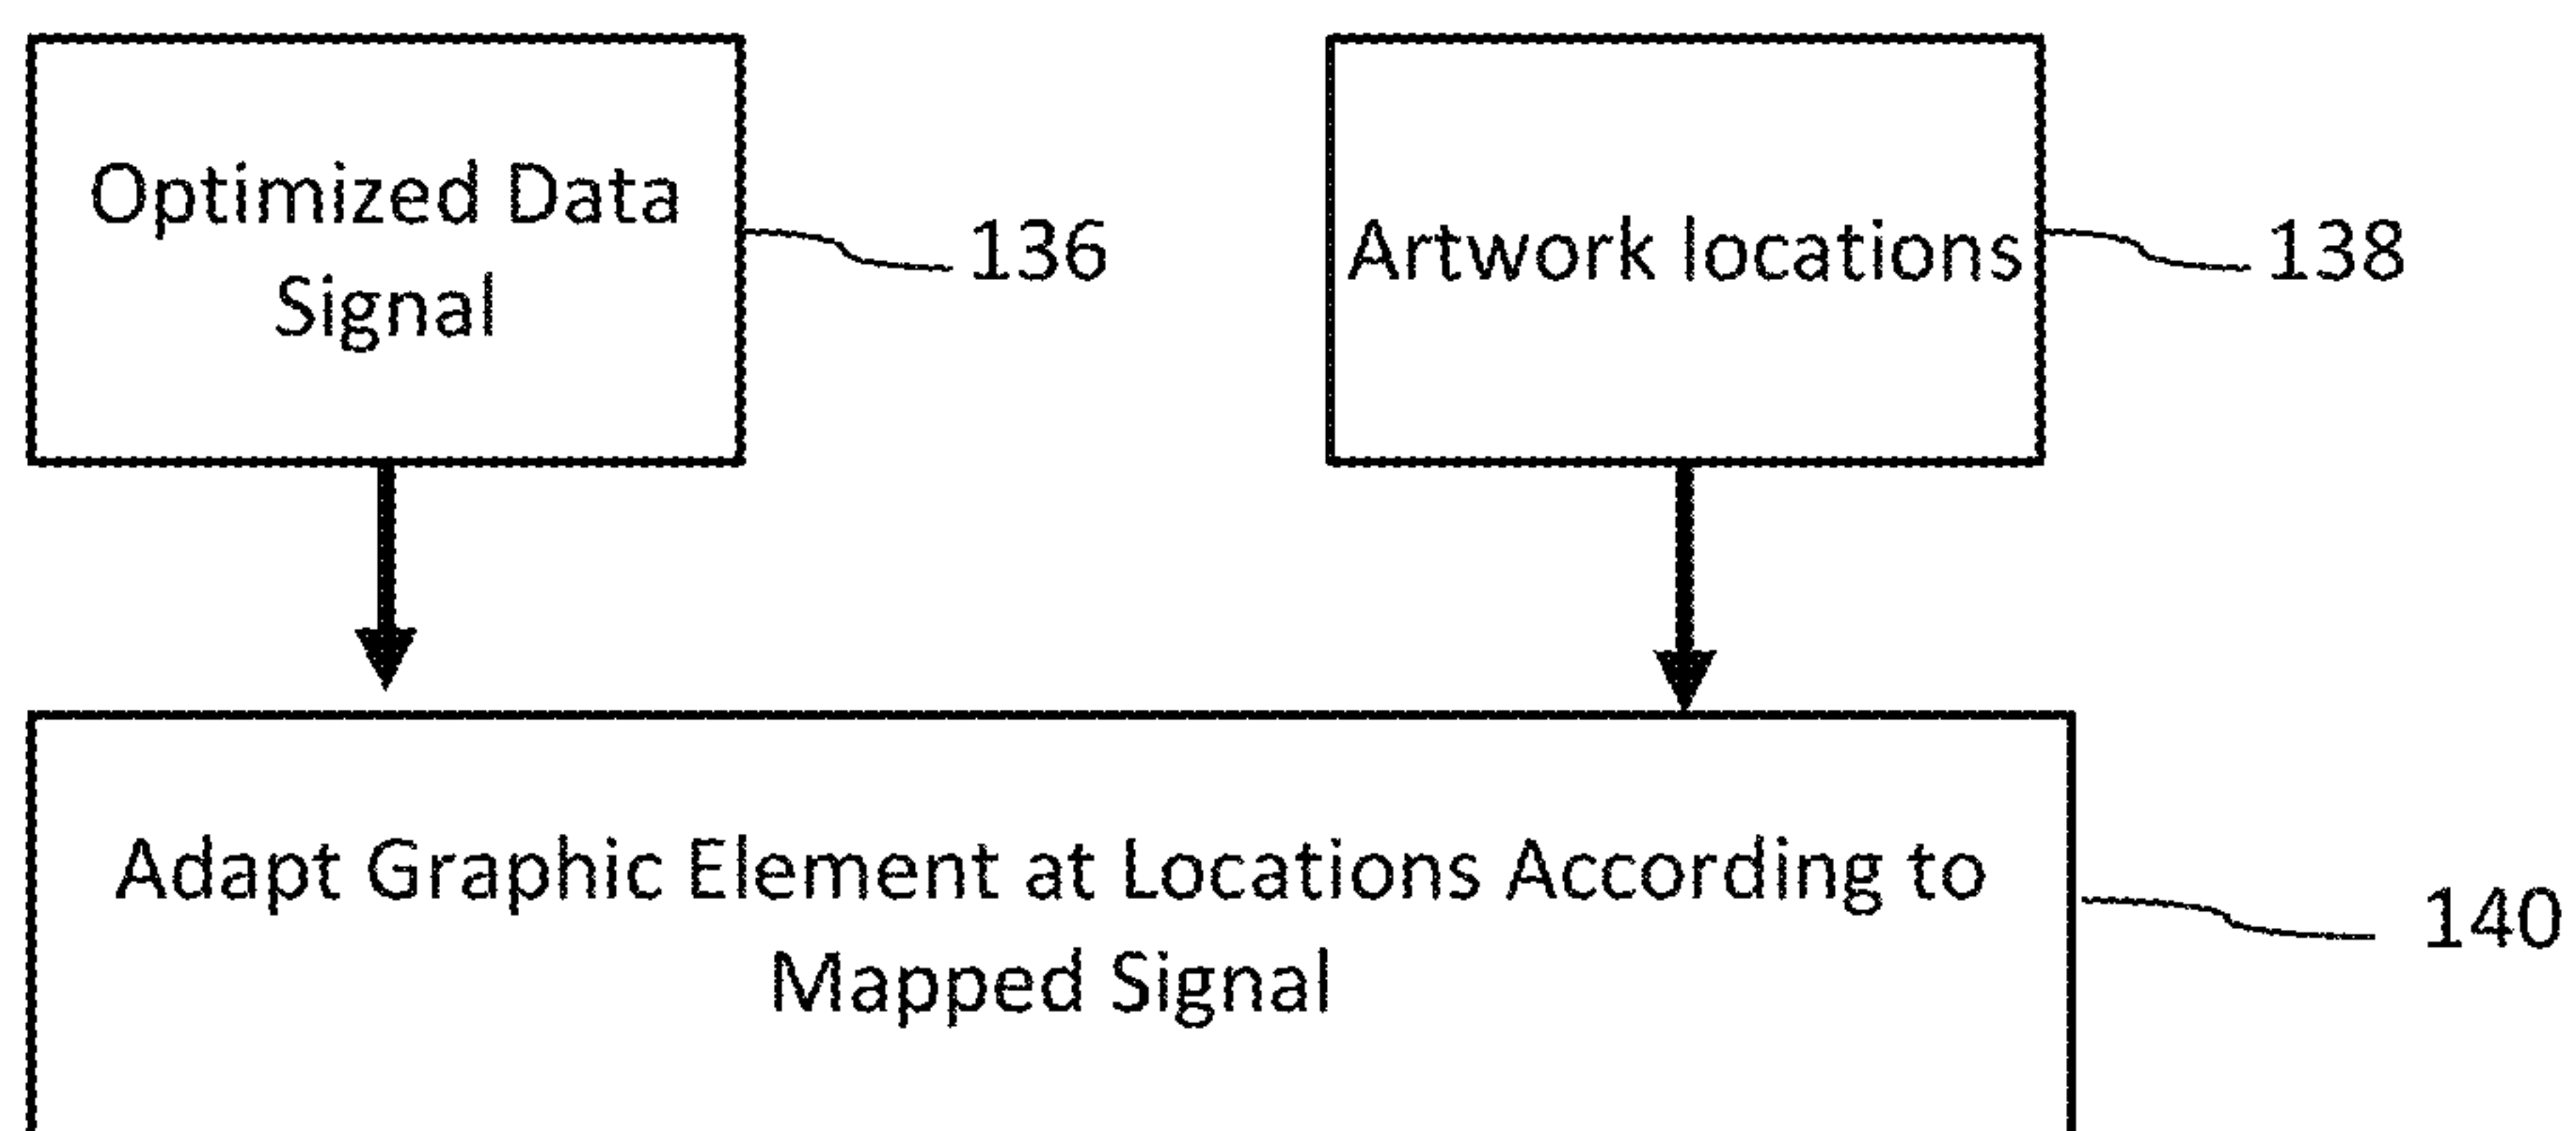 Optimized Data
Signal
136
Artwork locations
138
Adapt Graphic Element at Locations According to
Mapped Signal
140